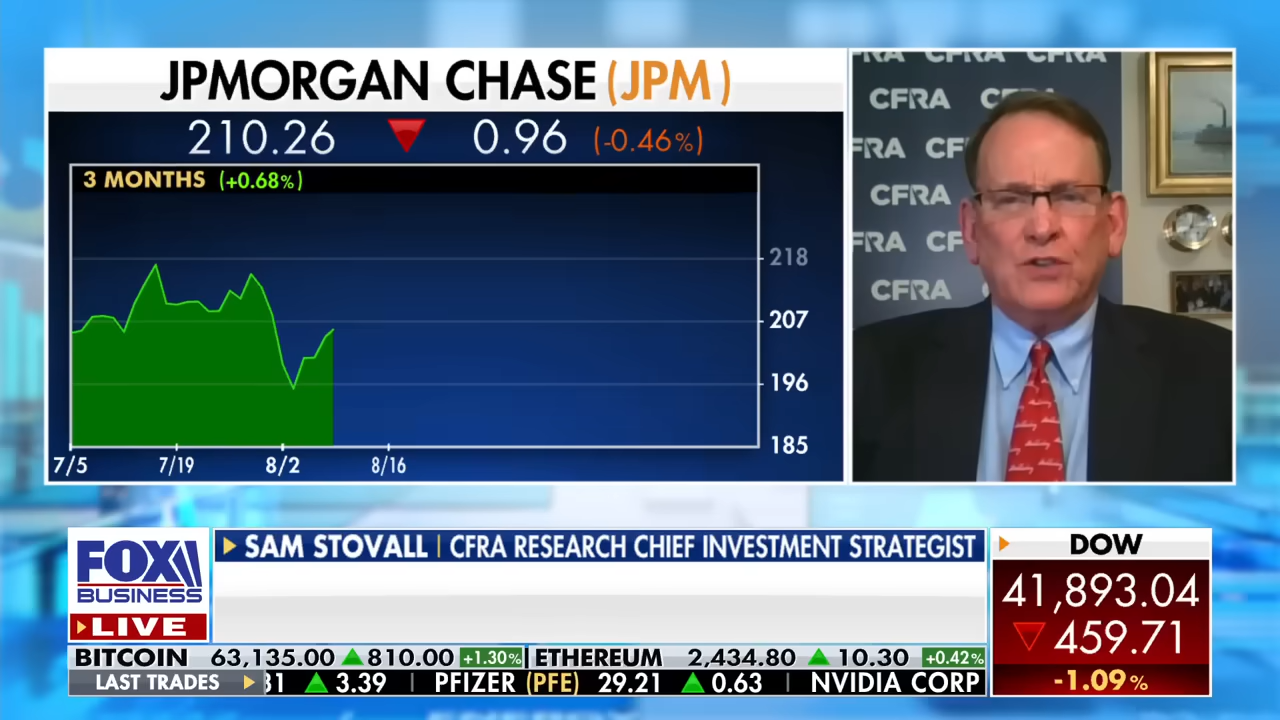 JPMORGAN CHASE (JPM)
210.26 ▼ 0.96 (-0.46%)
3 MONTHS (+0.68%)
218
207
196
185
7/5 7/19 8/2 8/16
CFRA CFRA
CFRA
CFRA
CFRA
FOX
BUSINESS
LIVE
SAM STOVALL | CFRA RESEARCH CHIEF INVESTMENT STRATEGIST
DOW
41,893.04
▼ 459.71
-1.09%
BITCOIN 63,135.00 ▲ 810.00 +1.30% | ETHEREUM 2,434.80 ▲ 10.30 +0.42%
LAST TRADES 31 ▲ 3.39 | PFIZER (PFE) 29.21 ▲ 0.63 | NVIDIA CORP